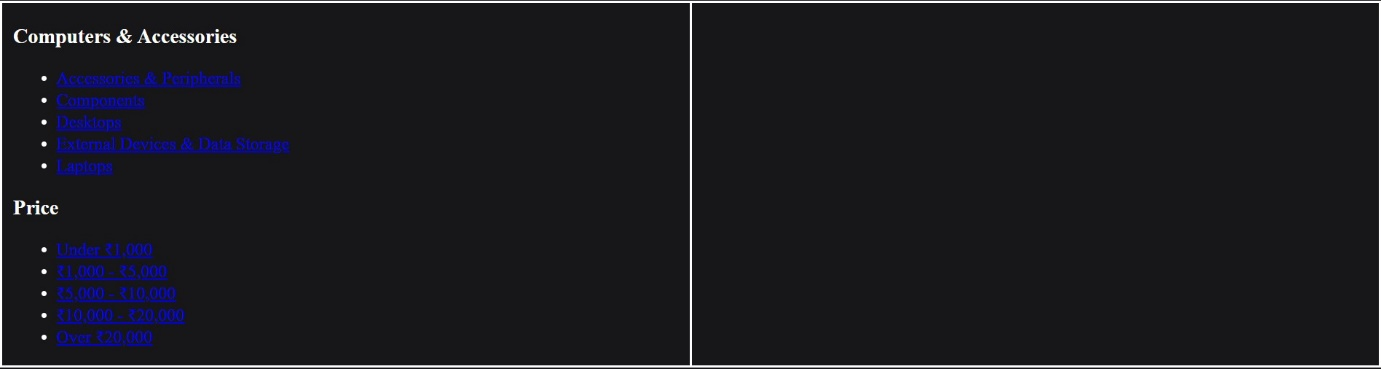 Computers & Accessories
Accessories & Peripherals
Components
Desktops
External Devices & Data Storage
Laptops
Price
Under ₹1,000
₹1,000 - ₹5,000
₹5,000 - ₹10,000
₹10,000 - ₹20,000
Over ₹20,000